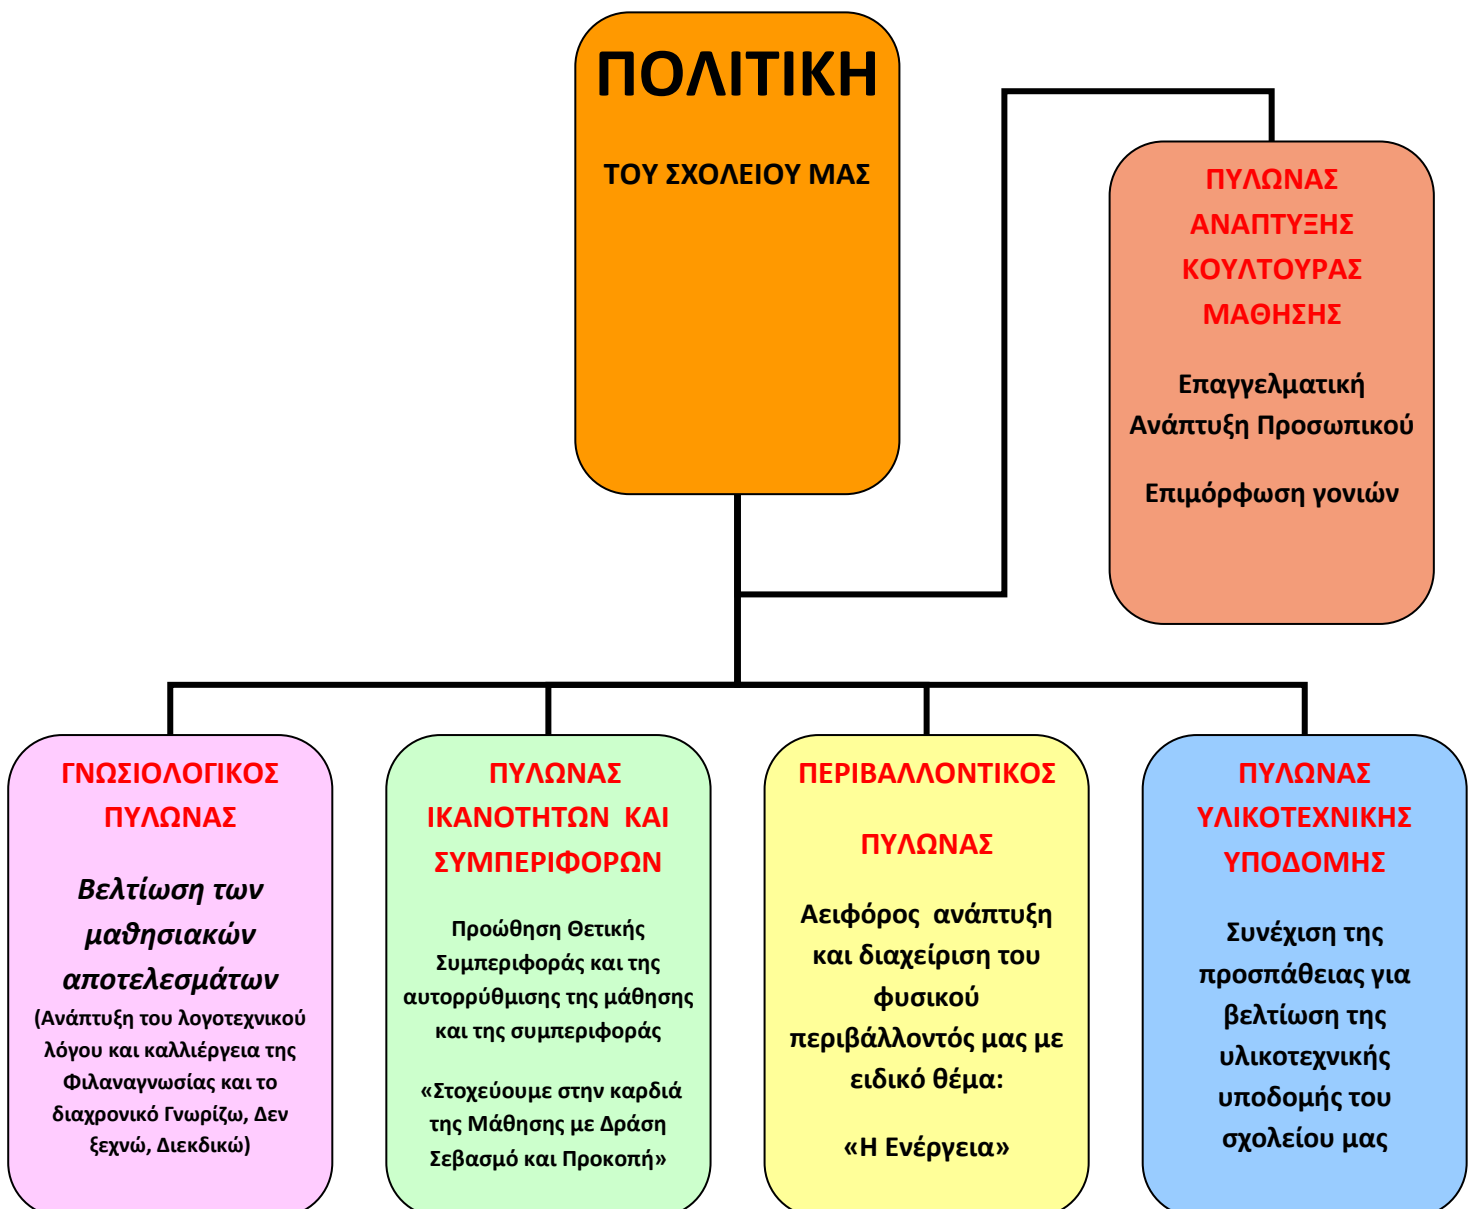 ΠΟΛΙΤΙΚΗ
ΤΟΥ ΣΧΟΛΕΙΟΥ ΜΑΣ
ΠΥΛΩΝΑΣ
ΑΝΑΠΤΥΞΗΣ
ΚΟΥΛΤΟΥΡΑΣ
ΜΑΘΗΣΗΣ
Επαγγελματική
Ανάπτυξη Προσωπικού
Επιμόρφωση γονιών
ΓΝΩΣΙΟΛΟΓΙΚΟΣ
ΠΥΛΩΝΑΣ
Βελτίωση των
μαθησιακών
αποτελεσμάτων
(Ανάπτυξη του λογοτεχνικού
λόγου και καλλιέργεια της
Φιλαναγνωσίας και το
διαχρονικό Γνωρίζω, Δεν
ξεχνώ, Διεκδικώ)
ΠΥΛΩΝΑΣ
ΙΚΑΝΟΤΗΤΩΝ  ΚΑΙ
ΣΥΜΠΕΡΙΦΟΡΩΝ
Προώθηση Θετικής
Συμπεριφοράς και της
αυτορρύθμισης της μάθησης
και της συμπεριφοράς
«Στοχεύουμε στην καρδιά
της Μάθησης με Δράση
Σεβασμό και Προκοπή»
ΠΕΡΙΒΑΛΛΟΝΤΙΚΟΣ
ΠΥΛΩΝΑΣ
Αειφόρος  ανάπτυξη
και διαχείριση του
φυσικού
περιβάλλοντός μας με
ειδικό θέμα:
«Η Ενέργεια»
ΠΥΛΩΝΑΣ
ΥΛΙΚΟΤΕΧΝΙΚΗΣ
ΥΠΟΔΟΜΗΣ
Συνέχιση της
προσπάθειας για
βελτίωση της
υλικοτεχνικής
υποδομής του
σχολείου μας